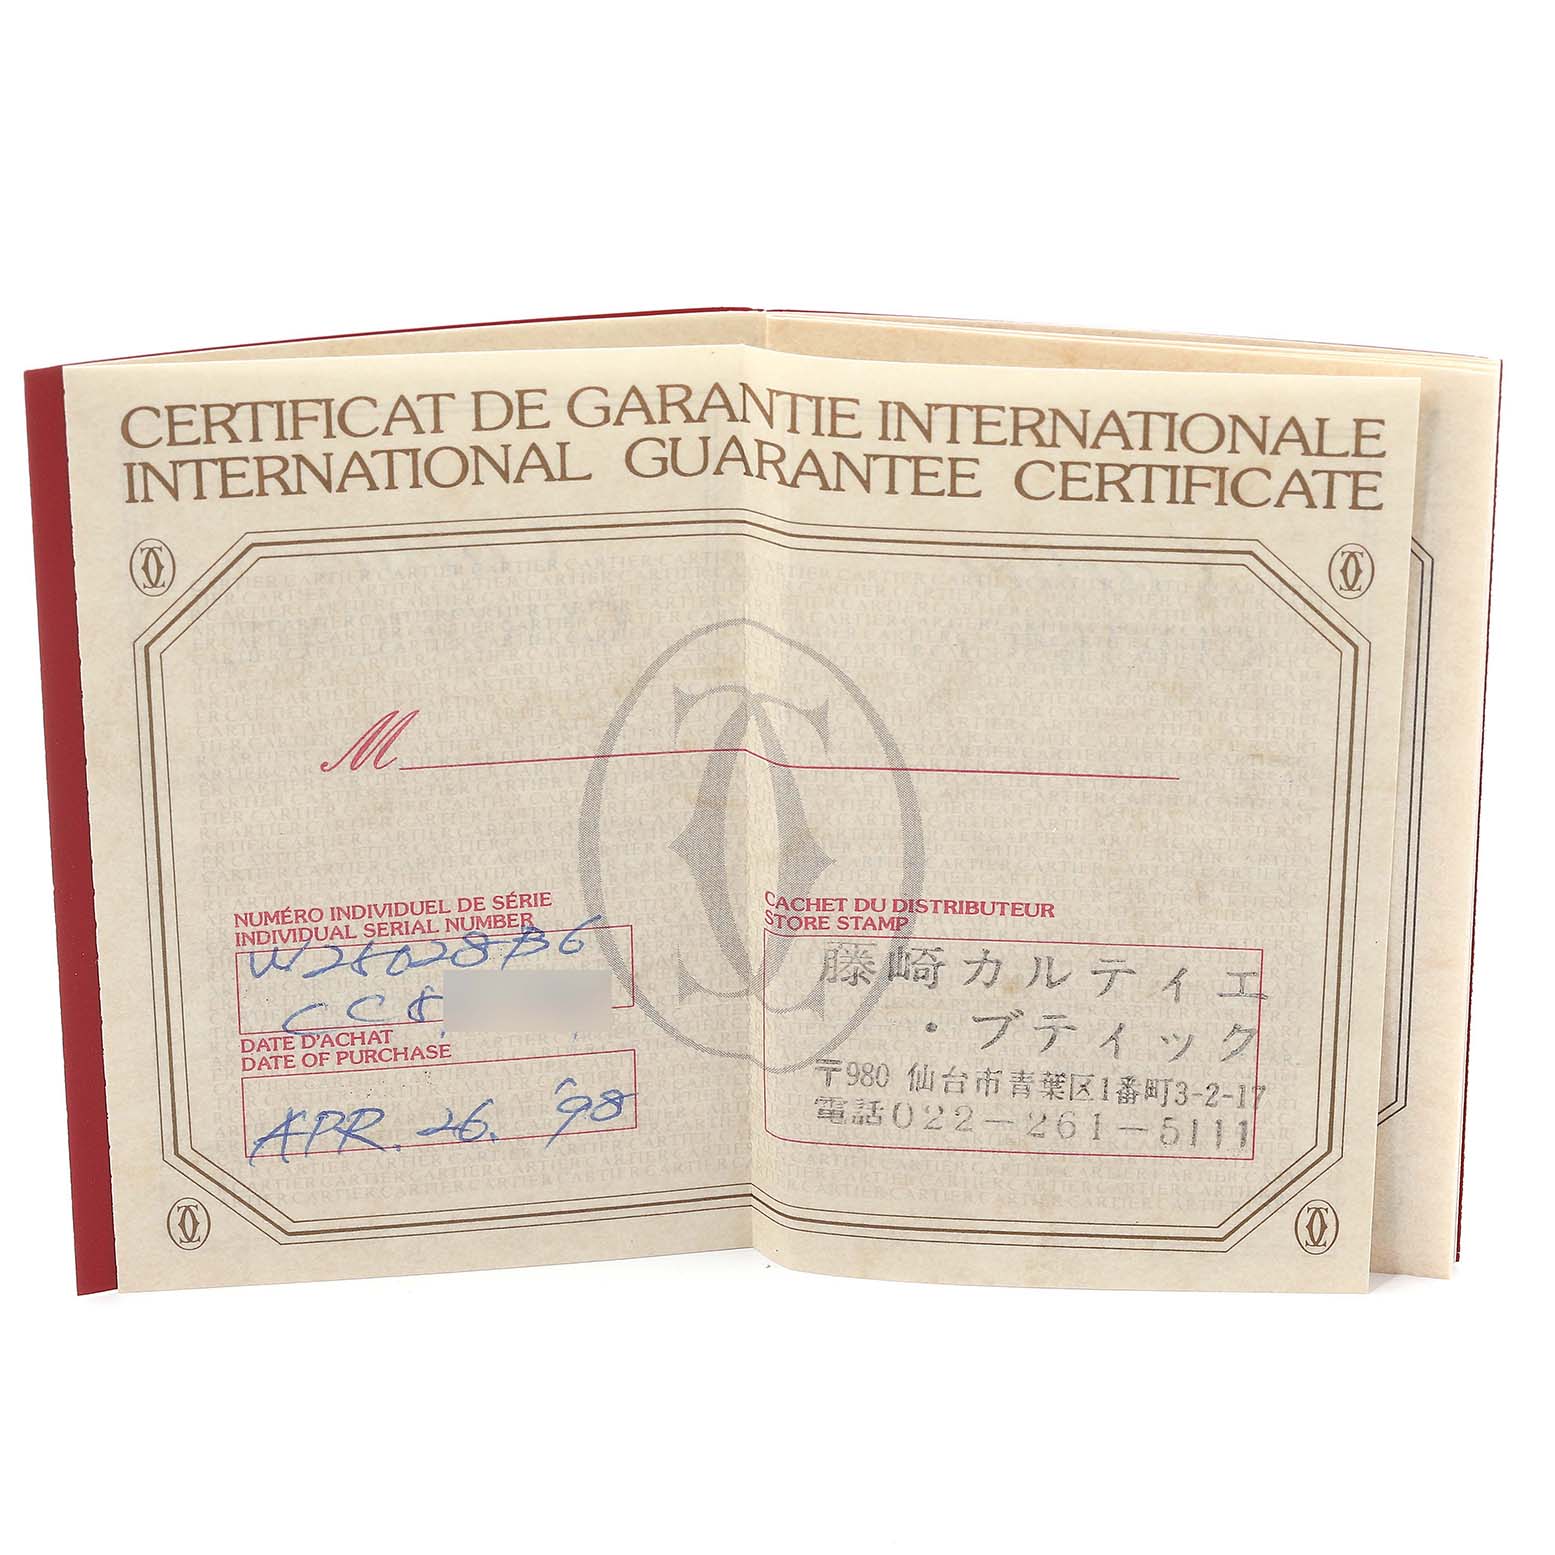 CERTIFICAT DE GARANTIE INTERNATIONALE
INTERNATIONAL GUARANTEE CERTIFICATE
M
NUMÉRO INDIVIDUEL DE SÉRIE
INDIVIDUAL SERIAL NUMBER
W25028B6
CC8
DATE D'ACHAT
DATE OF PURCHASE
APR. 26. '98
CACHET DU DISTRIBUTEUR
STORE STAMP
藤崎カルティエ
・ブティック
〒980 仙台市青葉区1番町3-2-17
電話022-261-5111